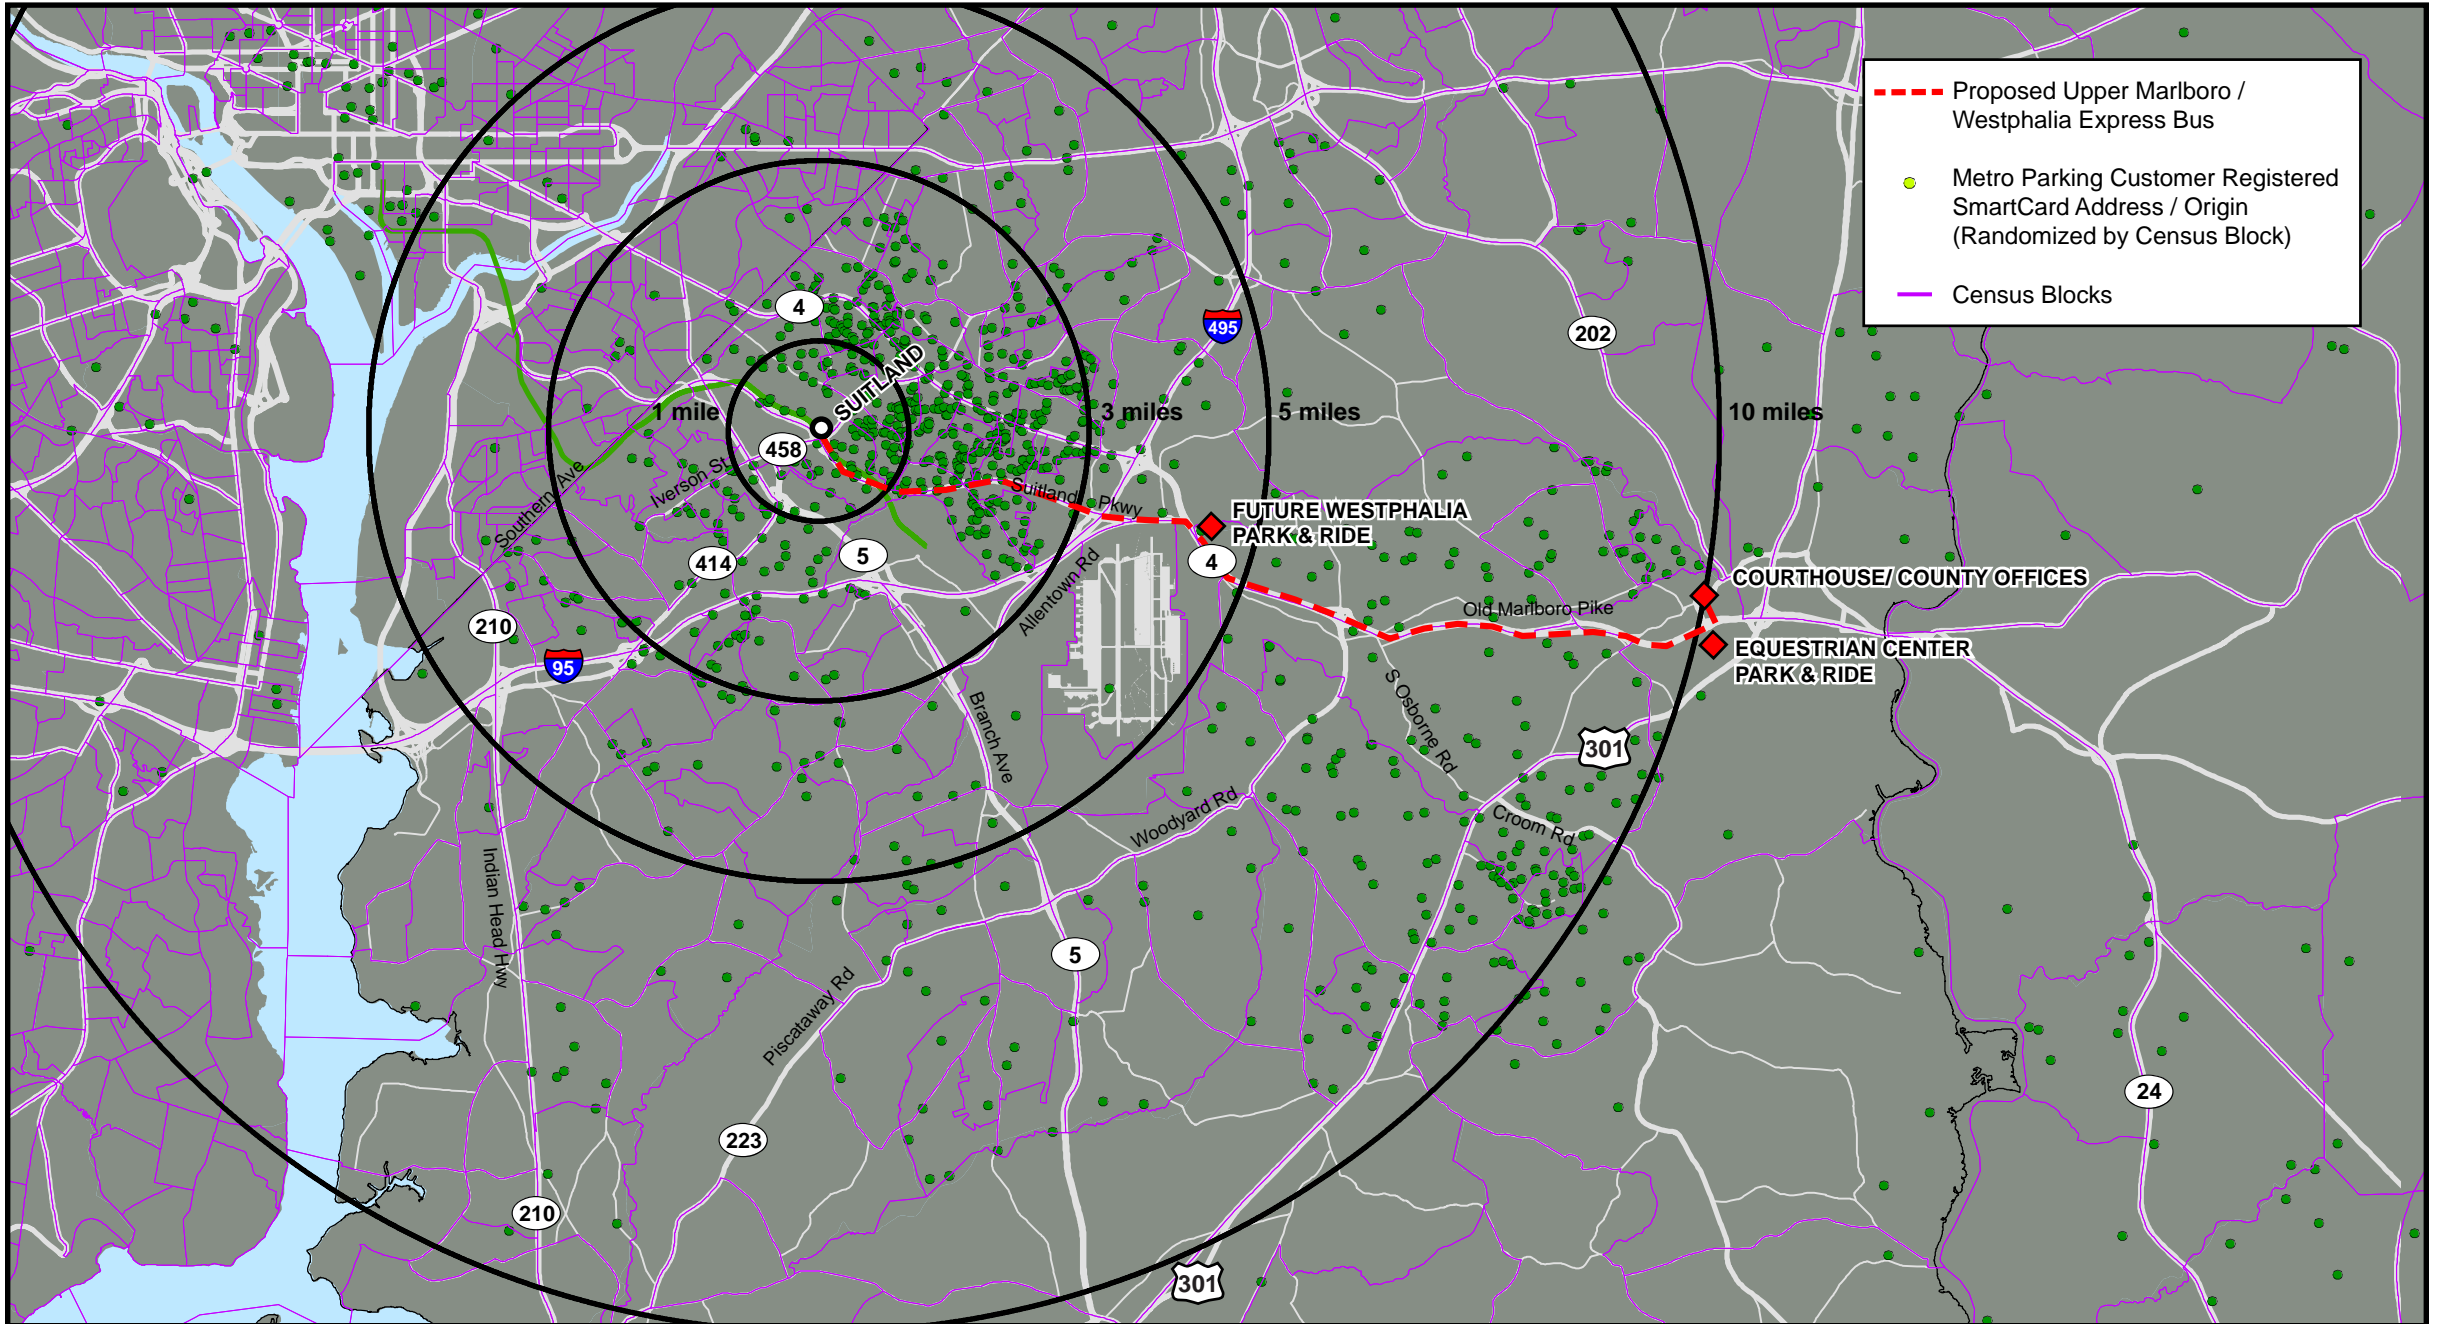 Proposed Upper Marlboro /
Westphalia Express Bus
Metro Parking Customer Registered
SmartCard Address / Origin
(Randomized by Census Block)
Census Blocks
4
495
202
SUITLAND
1 mile
3 miles
5 miles
10 miles
458
Iverson St
Southern Ave
Suitland Pkwy
FUTURE WESTPHALIA
PARK & RIDE
414
5
4
Allentown Rd
COURTHOUSE/ COUNTY OFFICES
Old Marlboro Pike
210
95
EQUESTRIAN CENTER
PARK & RIDE
S Osborne Rd
Branch Ave
301
Woodyard Rd
Croom Rd
Indian Head Hwy
5
Piscataway Rd
24
223
210
301